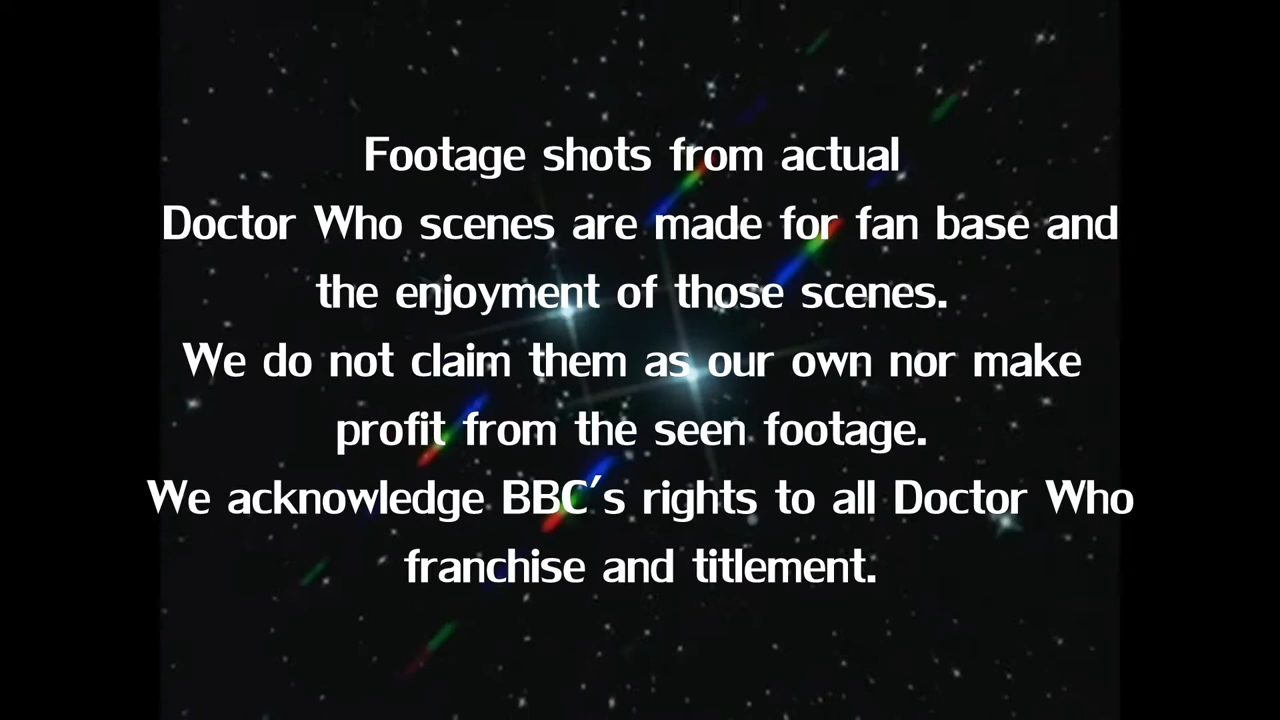 Footage shots from actual
Doctor Who scenes are made for fan base and
the enjoyment of those scenes.
We do not claim them as our own nor make
profit from the seen footage.
We acknowledge BBC's rights to all Doctor Who
franchise and titlement.